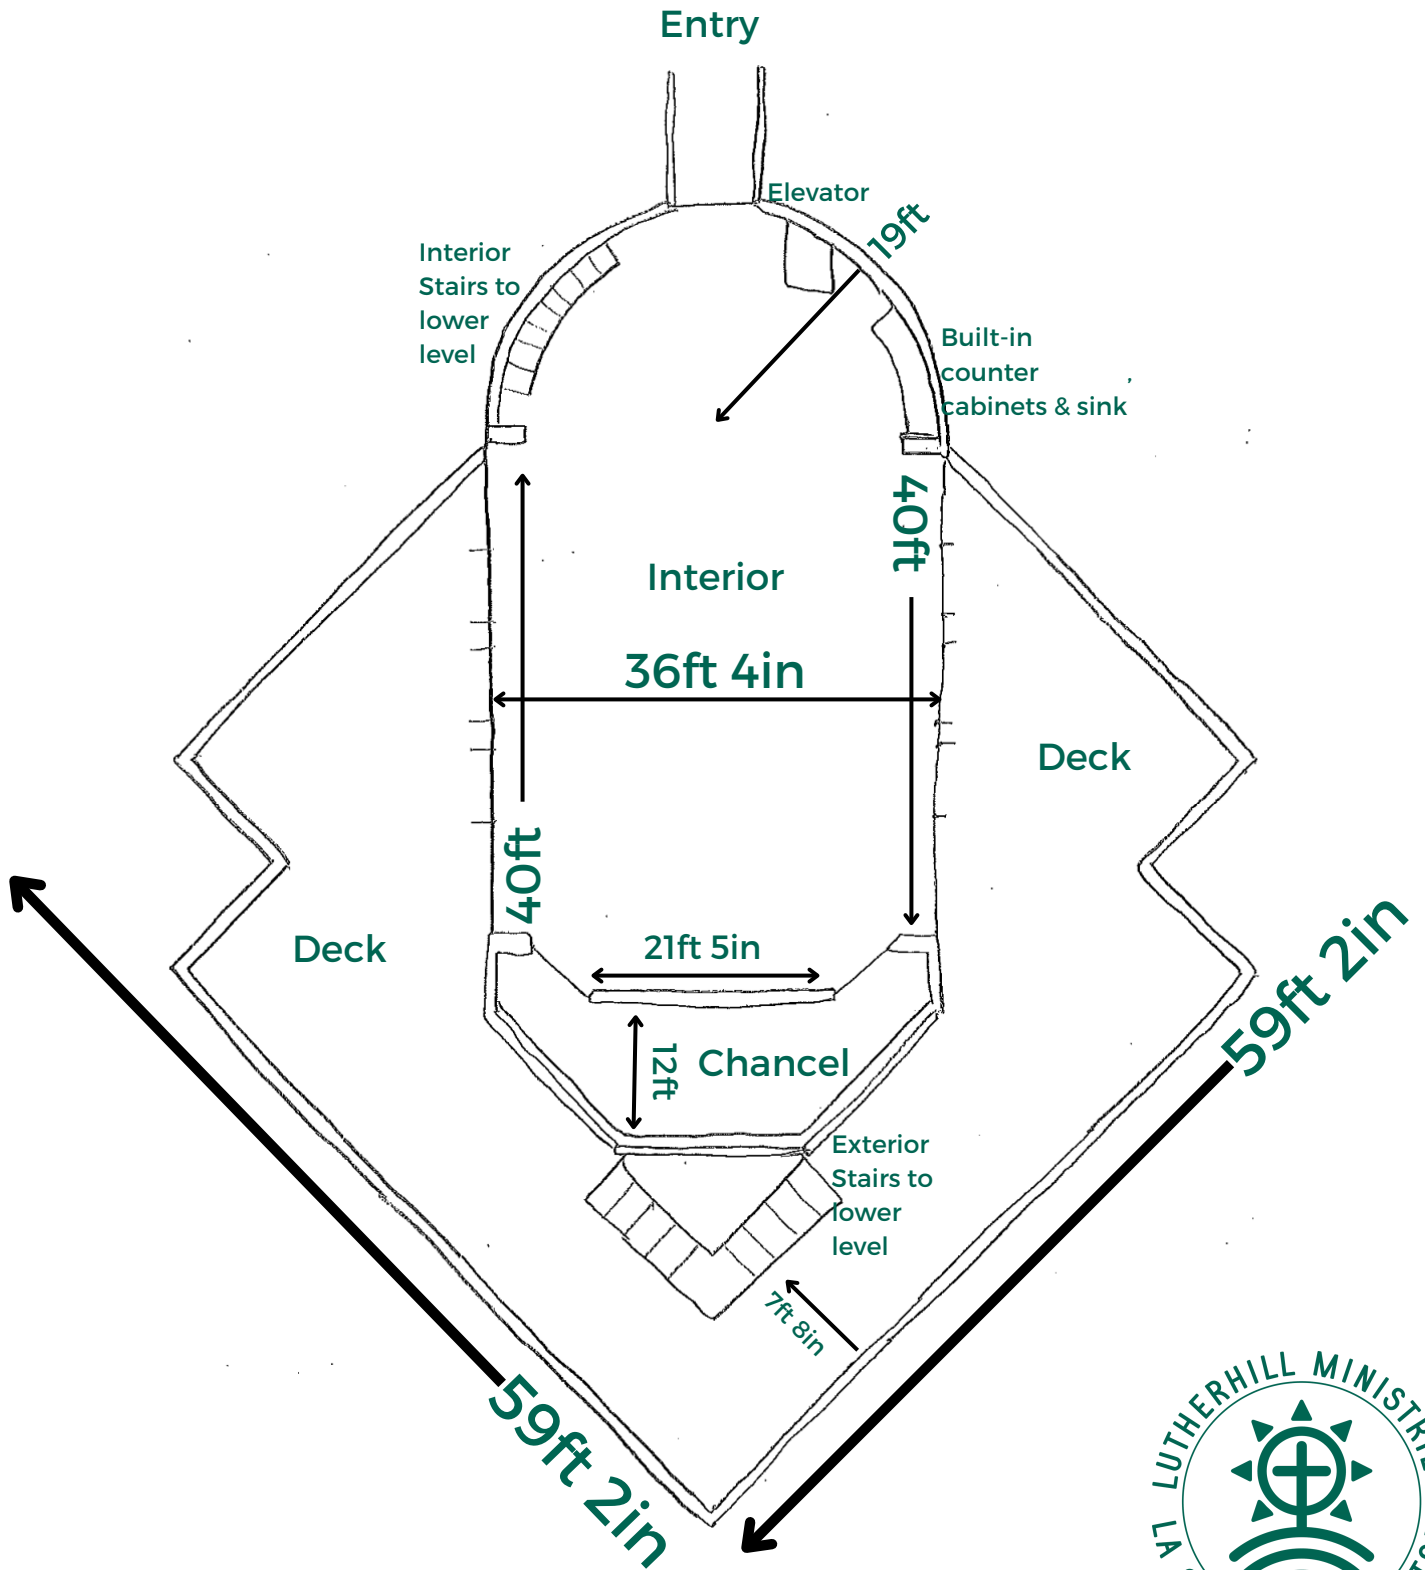 Entry
Elevator
19ft
Interior
Stairs to
lower
level
Built-in
counter
cabinets & sink
40ft
Interior
36ft 4in
Deck
40ft
Deck
21ft 5in
59ft 2in
12ft
Chancel
Exterior
Stairs to
lower
level
7ft 8in
59ft 2in
LUTHERHILL
LA